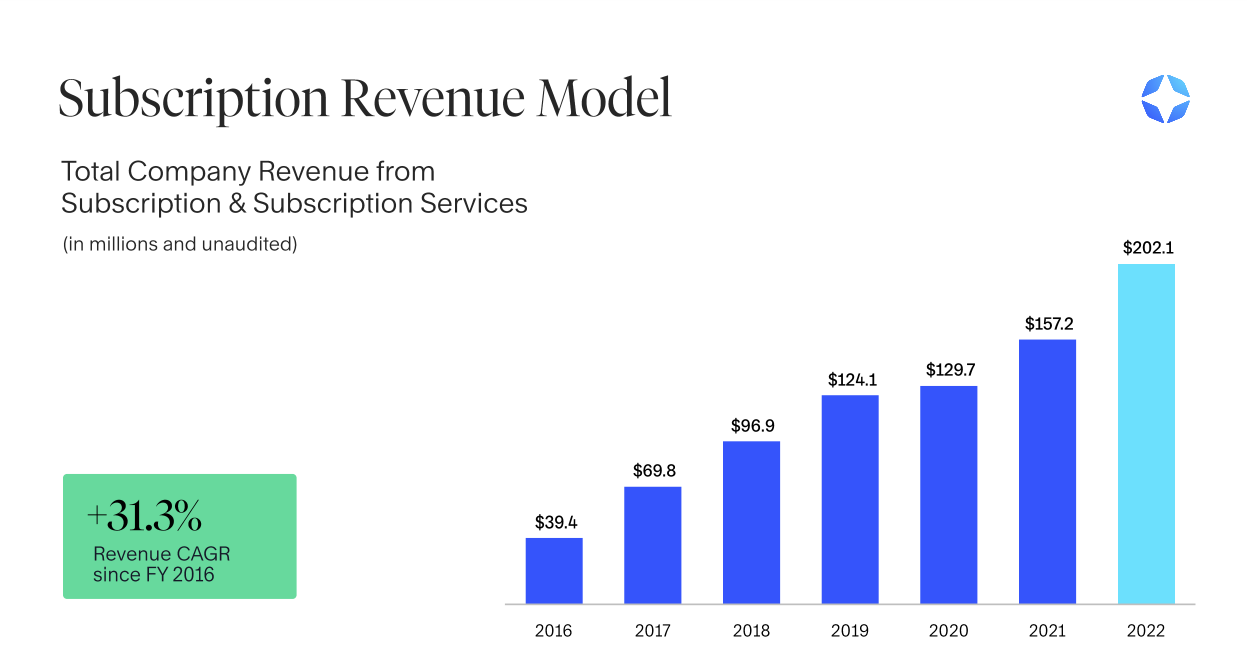 Subscription Revenue Model
Total Company Revenue from
Subscription & Subscription Services
(in millions and unaudited)
+31.3%
Revenue CAGR
since FY 2016
$39.4
$69.8
$96.9
$124.1
$129.7
$157.2
$202.1
2016
2017
2018
2019
2020
2021
2022